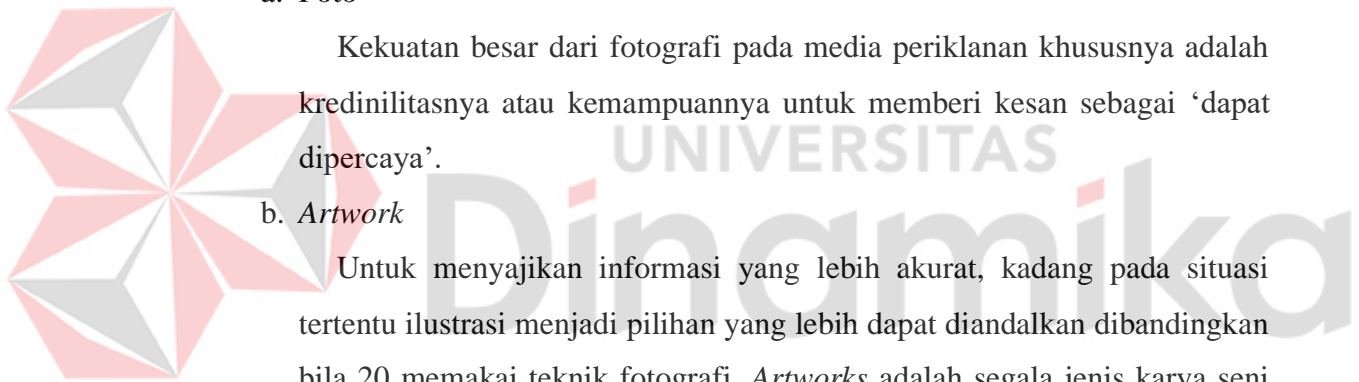 a. Foto
Kekuatan besar dari fotografi pada media periklanan khususnya adalah
kredinilitasnya atau kemampuannya untuk memberi kesan sebagai ‘dapat
dipercaya’.
UNIVERSITAS
Dinamika
b. Artwork
Untuk menyajikan informasi yang lebih akurat, kadang pada situasi
tertentu ilustrasi menjadi pilihan yang lebih dapat diandalkan dibandingkan
bila 20 memakai teknik fotografi. Artworks adalah segala jenis karya seni